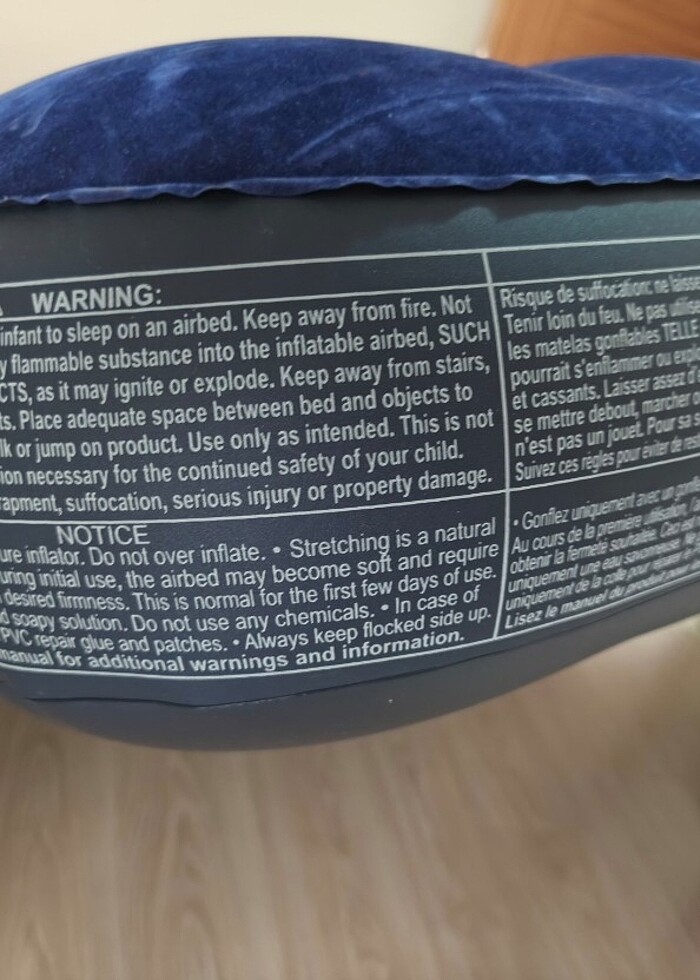 WARNING:
infant to sleep on an airbed. Keep away from fire. Not
y flammable substance into the inflatable airbed, SUCH
CTS, as it may ignite or explode. Keep away from stairs,
ts. Place adequate space between bed and objects to
lk or jump on product. Use only as intended. This is not
ion necessary for the continued safety of your child.
rapment, suffocation, serious injury or property damage.
NOTICE
ure inflator. Do not over inflate. • Stretching is a natural
uring initial use, the airbed may become soft and require
desired firmness. This is normal for the first few days of use.
d soapy solution. Do not use any chemicals. • In case of
PVC repair glue and patches. • Always keep flocked side up.
manual for additional warnings and information.
Risque de suffocation: ne laiss
Tenir loin du feu. Ne pas utilis
les matelas gonflables TELL
pourrait s'enflammer ou exp
et cassants. Laisser assez d'e
se mettre debout, marcher
n'est pas un jouet. Pour sa s
Suivez ces règles pour éviter de
• Gonflez uniquement avec un
Au cours de la première utilisation,
obtenir la fermeté souhaitée. Ceci
uniquement une eau savonneuse.
uniquement de la colle pour
Lisez le manuel du produit